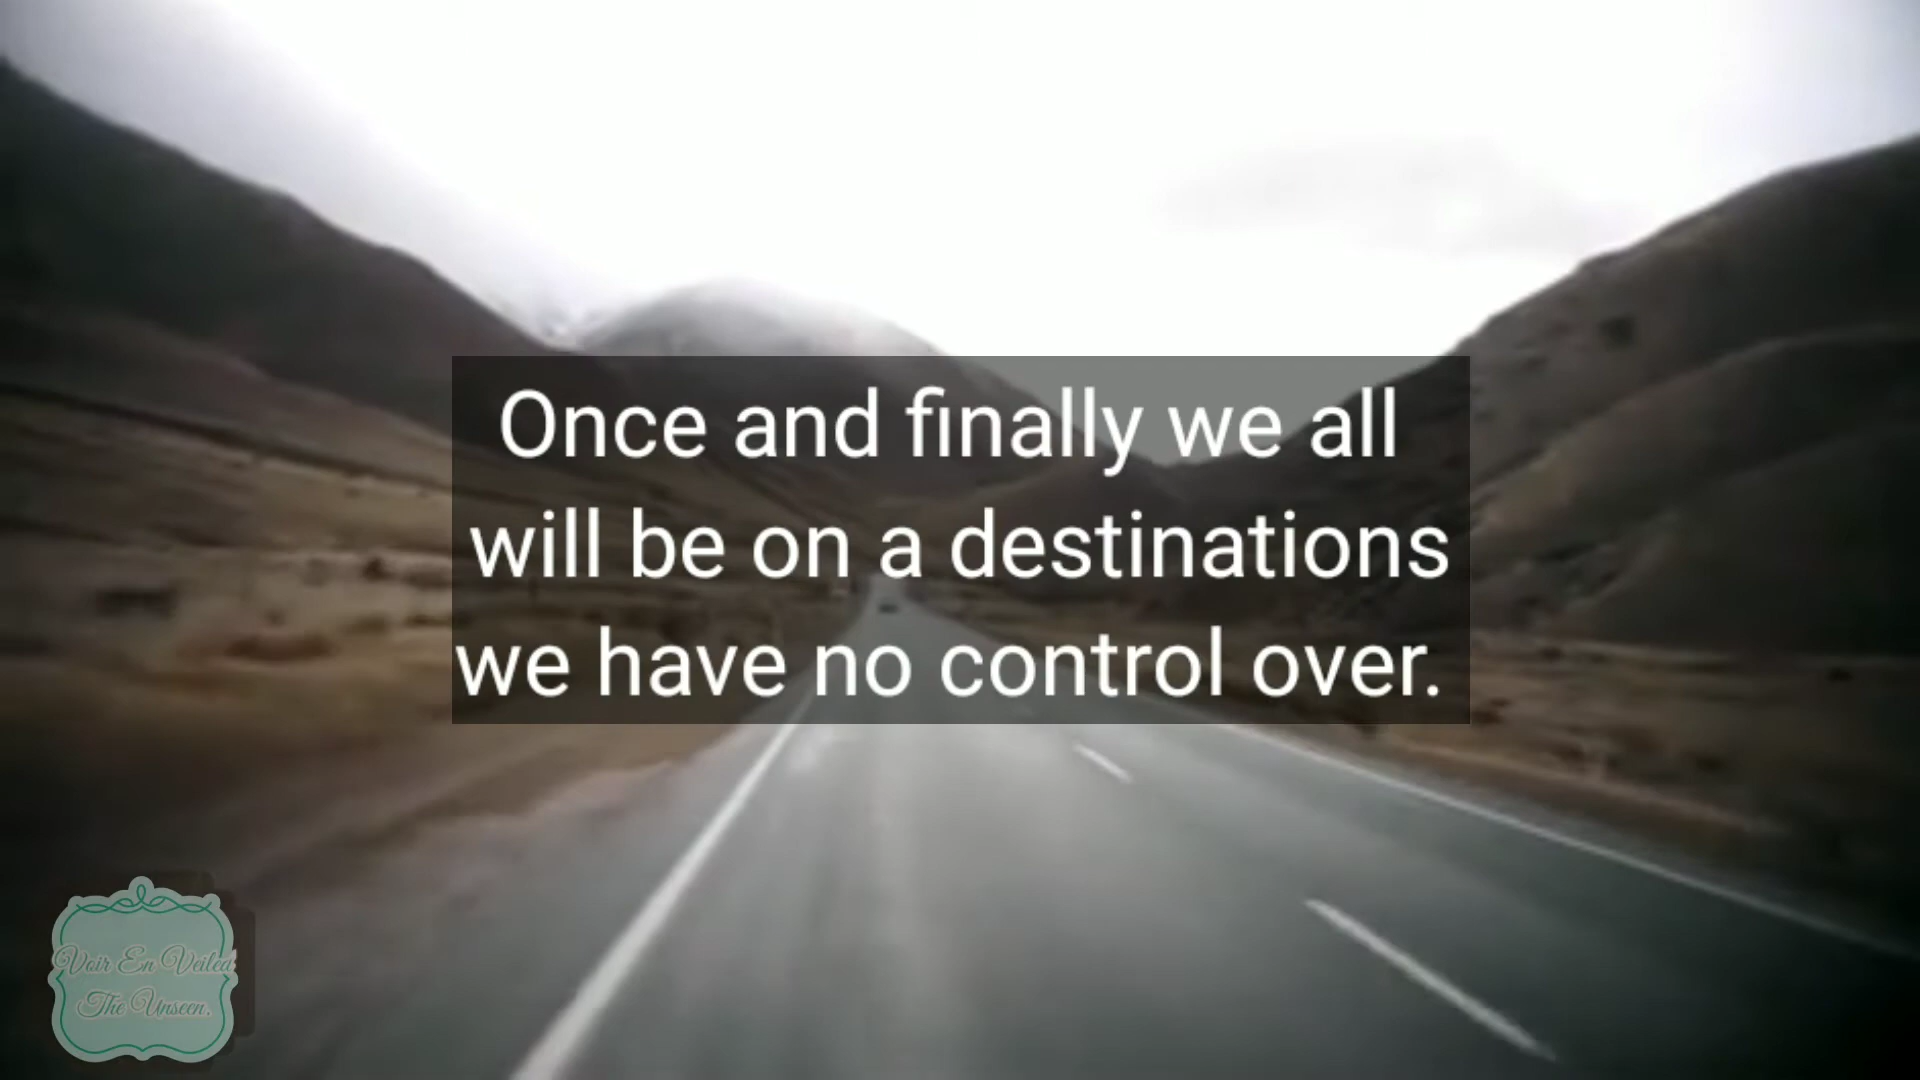 Once and finally we all
will be on a destinations
we have no control over.
Voir En Veiled
The Unseen.